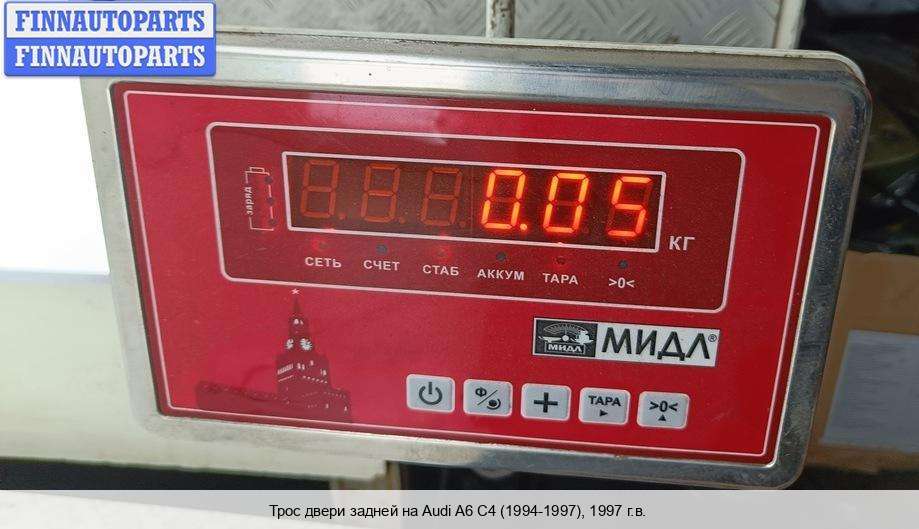 FINNAUTOPARTS
FINNAUTOPARTS
заряд
0.05
КГ
СЕТЬ СЧЕТ СТАБ АККУМ ТАРА >0<
МИДЛ МИДЛ®
Ф ТАРА >0<
Трос двери задней на Audi A6 C4 (1994-1997), 1997 г.в.